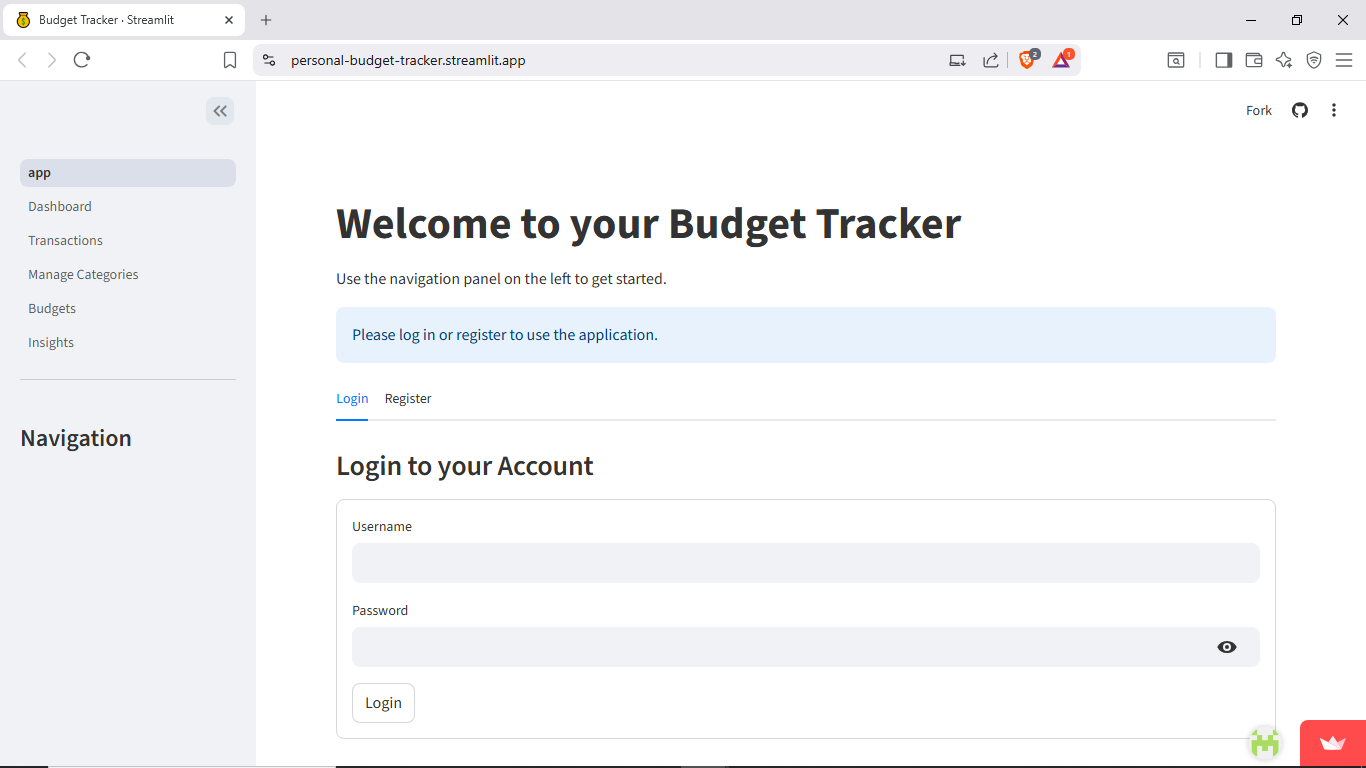 Budget Tracker · Streamlit
personal-budget-tracker.streamlit.app
2
1
Fork
app
Dashboard
Transactions
Manage Categories
Budgets
Insights
Navigation
Welcome to your Budget Tracker
Use the navigation panel on the left to get started.
Please log in or register to use the application.
Login Register
Login to your Account
Username
Password
Login